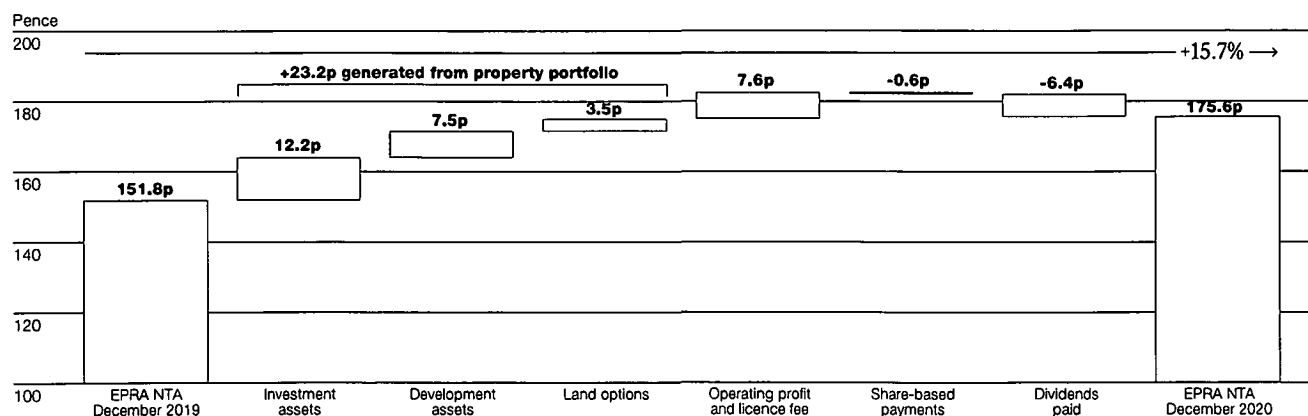 Pence
200
+15.7%
+23.2p generated from property portfolio
7.6p
-0.6p
-6.4p
180
7.5p
3.5p
175.6p
12.2p
160
151.8p
140
120
100
EPRA NTA
December 2019
Investment
assets
Development
assets
Land options
Operating profit
and licence fee
Share-based
payments
Dividends
paid
EPRA NTA
December 2020